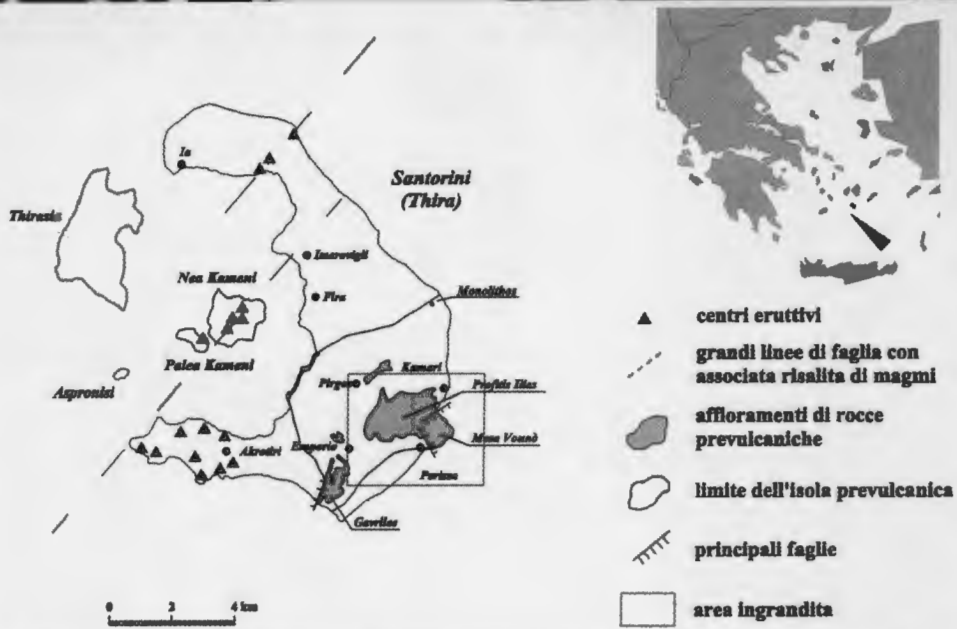 Ia
Santorini
(Thira)
Thirasia
Imerovigli
Nea Kameni
Fira
Monolithos
Palea Kameni
Aspronisi
Pirgos
Kamari
Profitis Ilias
Emporio
Mesa Vounò
Akrotiri
Perissa
Gavrilos
0 2 4 km
centri eruttivi
grandi linee di faglia con
associata risalita di magmi
affioramenti di rocce
prevulcaniche
limite dell'isola prevulcanica
principali faglie
area ingrandita